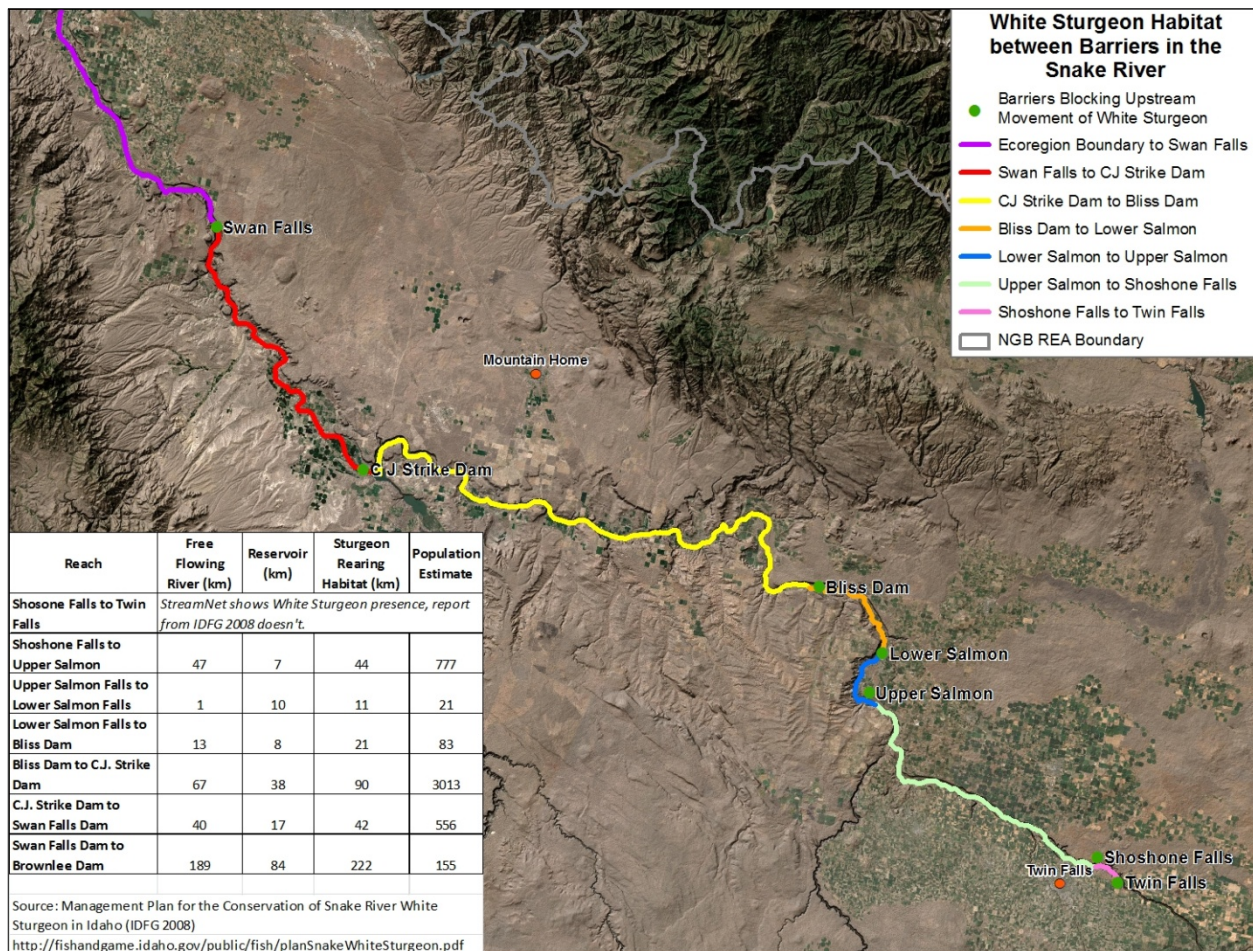 White Sturgeon Habitat
between Barriers in the
Snake River
Barriers Blocking Upstream
Movement of White Sturgeon
Ecoregion Boundary to Swan Falls
Swan Falls to CJ Strike Dam
CJ Strike Dam to Bliss Dam
Bliss Dam to Lower Salmon
Lower Salmon to Upper Salmon
Upper Salmon to Shoshone Falls
Shoshone Falls to Twin Falls
NGB REA Boundary
Swan Falls
Mountain Home
CJ Strike Dam
Bliss Dam
Lower Salmon
Upper Salmon
Shoshone Falls
Twin Falls
Twin Falls
Reach
Free
Flowing
River (km)
Reservoir
(km)
Sturgeon
Rearing
Habitat (km)
Population
Estimate
Shosone Falls to Twin
Falls
StreamNet shows White Sturgeon presence, report
from IDFG 2008 doesn't.
Shoshone Falls to
Upper Salmon
47 7 44 777
Upper Salmon Falls to
Lower Salmon Falls
1 10 11 21
Lower Salmon Falls to
Bliss Dam
13 8 21 83
Bliss Dam to C.J. Strike
Dam
67 38 90 3013
C.J. Strike Dam to
Swan Falls Dam
40 17 42 556
Swan Falls Dam to
Brownlee Dam
189 84 222 155
Source: Management Plan for the Conservation of Snake River White
Sturgeon in Idaho (IDFG 2008)
http://fishandgame.idaho.gov/public/fish/planSnakeWhiteSturgeon.pdf